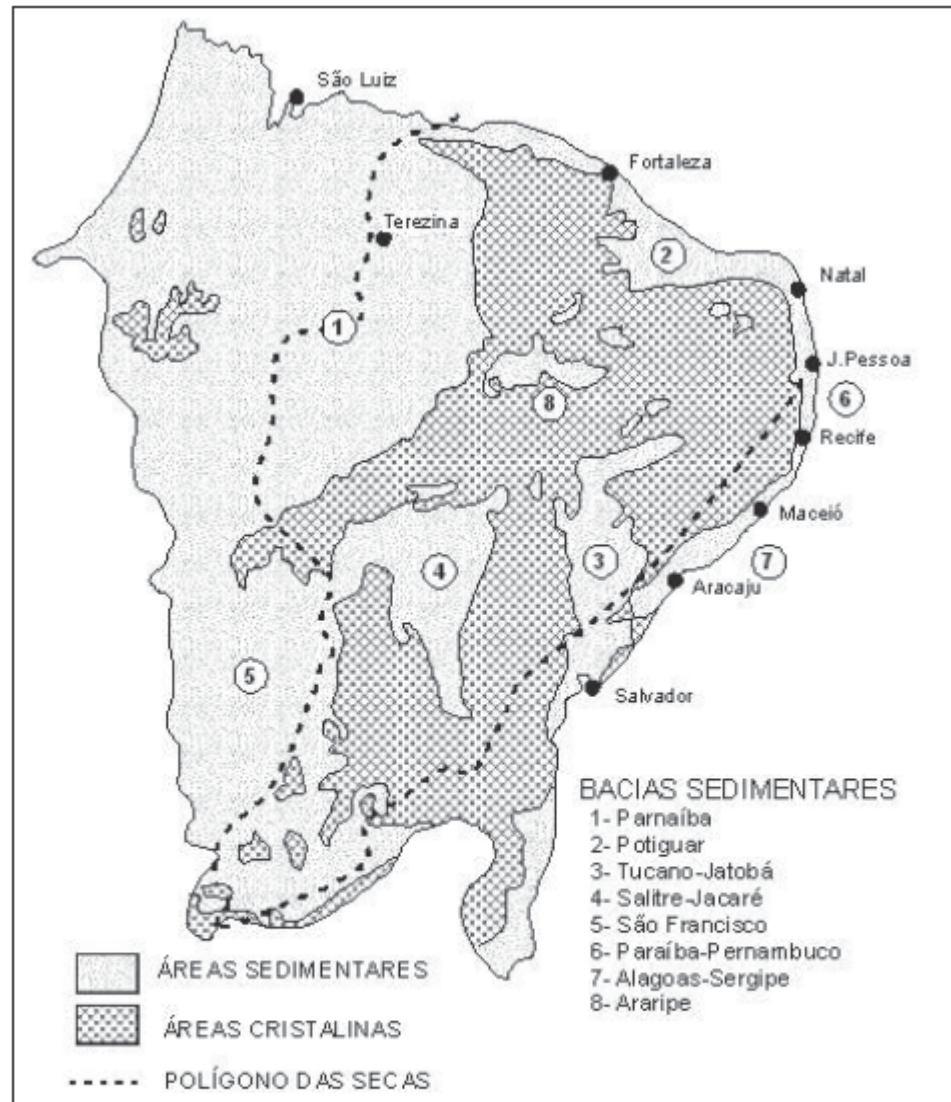 São Luiz
Fortaleza
Terezina
2
Natal
1
J.Pessoa
8
6
Recife
Maceió
3
7
4
Aracaju
5
Salvador
BACIAS SEDIMENTARES
1- Parnaíba
2- Potiguar
3- Tucano-Jatobá
4- Salitre-Jacaré
5- São Francisco
6- Paraíba-Pernambuco
7- Alagoas-Sergipe
8- Araripe
ÁREAS SEDIMENTARES
ÁREAS CRISTALINAS
POLÍGONO DAS SECAS